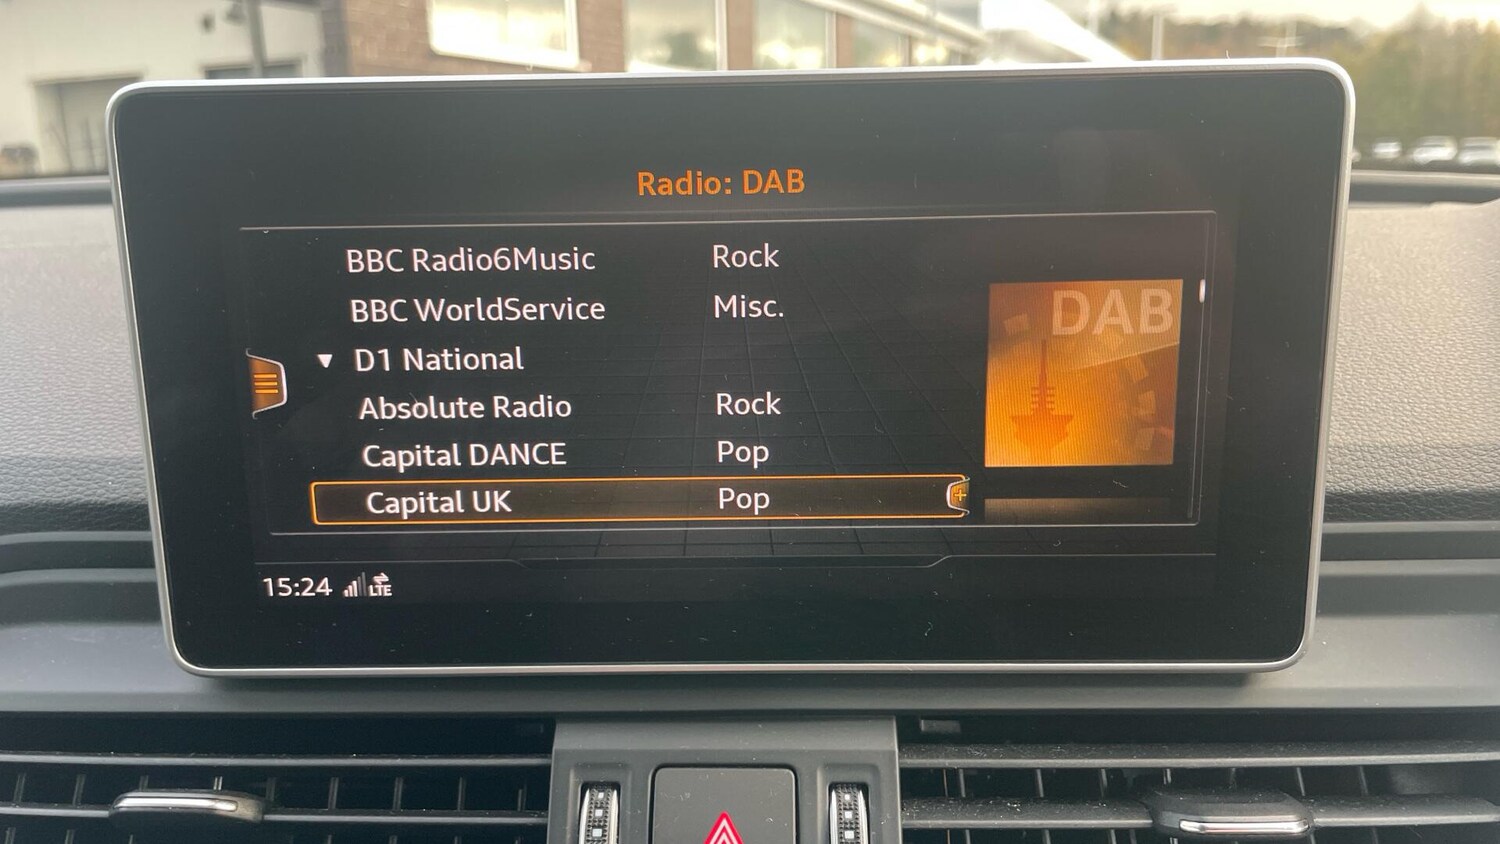 Radio: DAB
BBC Radio6Music Rock
BBC WorldService Misc.
D1 National
Absolute Radio Rock
Capital DANCE Pop
Capital UK Pop
DAB
15:24 LTE